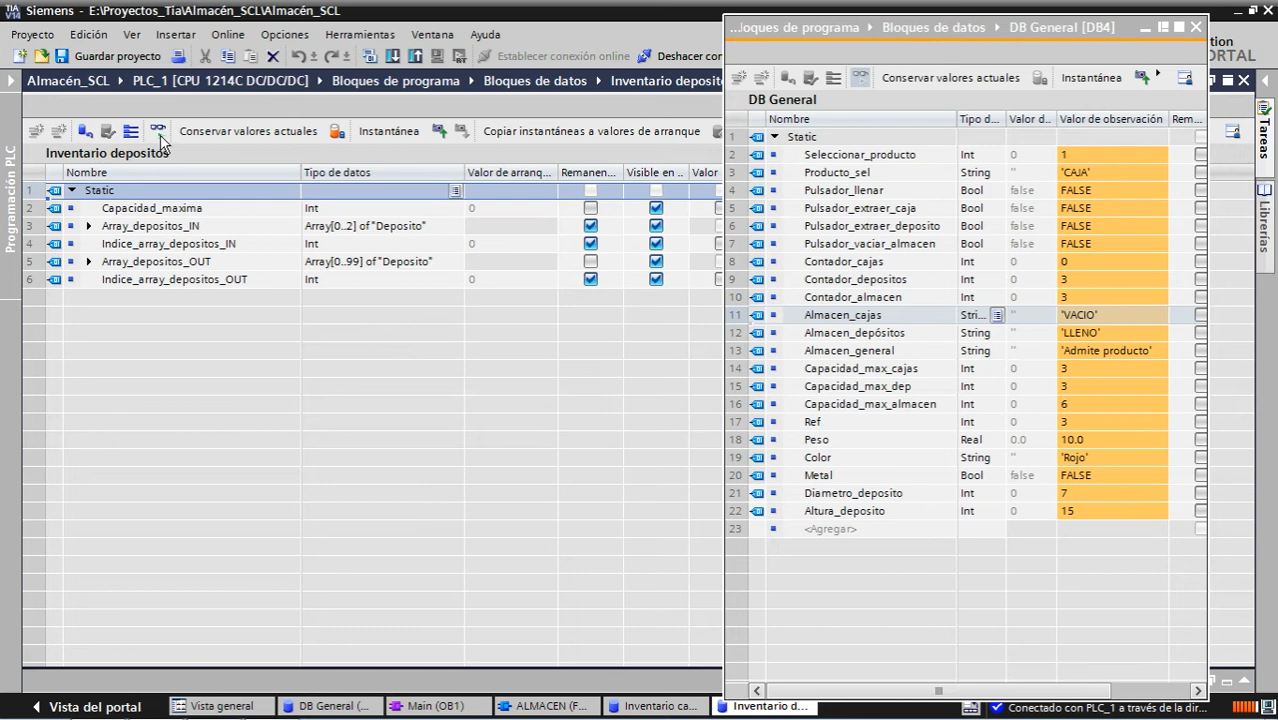 Siemens - E:\Proyectos_Tia\Almacén_SCL\Almacén_SCL
TIA
V14
Proyecto Edición Ver Insertar Online Opciones Herramientas Ventana Ayuda
Guardar proyecto
Establecer conexión online
Deshacer con
PORTAL
Almacén_SCL PLC_1 [CPU 1214C DC/DC/DC] Bloques de programa Bloques de datos Inventario depositos
Conservar valores actuales Instantánea Copiar instantáneas a valores de arranque
Inventario depositos
Nombre Tipo de datos Valor de arranq... Remanen... Visible en .. Valor
1 Static
2 Capacidad_maxima Int 0
3 Array_depositos_IN Array[0..2] of "Deposito"
4 Indice_array_depositos_IN Int 0
5 Array_depositos_OUT Array[0..99] of "Deposito"
6 Indice_array_depositos_OUT Int 0
Programación PLC
...loques de programa Bloques de datos DB General [DB4]
Conservar valores actuales Instantánea
DB General
Nombre Tipo d... Valor d.. Valor de observación Rem...
1 Static
2 Seleccionar_producto Int 0 1
3 Producto_sel String '' 'CAJA'
4 Pulsador_llenar Bool false FALSE
5 Pulsador_extraer_caja Bool false FALSE
6 Pulsador_extraer_deposito Bool false FALSE
7 Pulsador_vaciar_almacen Bool false FALSE
8 Contador_cajas Int 0 0
9 Contador_depositos Int 0 3
10 Contador_almacen Int 0 3
11 Almacen_cajas Stri... '' 'VACIO'
12 Almacen_depósitos String '' 'LLENO'
13 Almacen_general String '' 'Admite producto'
14 Capacidad_max_cajas Int 0 3
15 Capacidad_max_dep Int 0 3
16 Capacidad_max_almacen Int 0 6
17 Ref Int 0 3
18 Peso Real 0.0 10.0
19 Color String '' 'Rojo'
20 Metal Bool false FALSE
21 Diametro_deposito Int 0 7
22 Altura_deposito Int 0 15
23 <Agregar>
Tareas
Librerías
Vista del portal Vista general DB General (... Main (OB1) ALMACEN (F... Inventario ca... Inventario d... Conectado con PLC_1 a través de la dir...